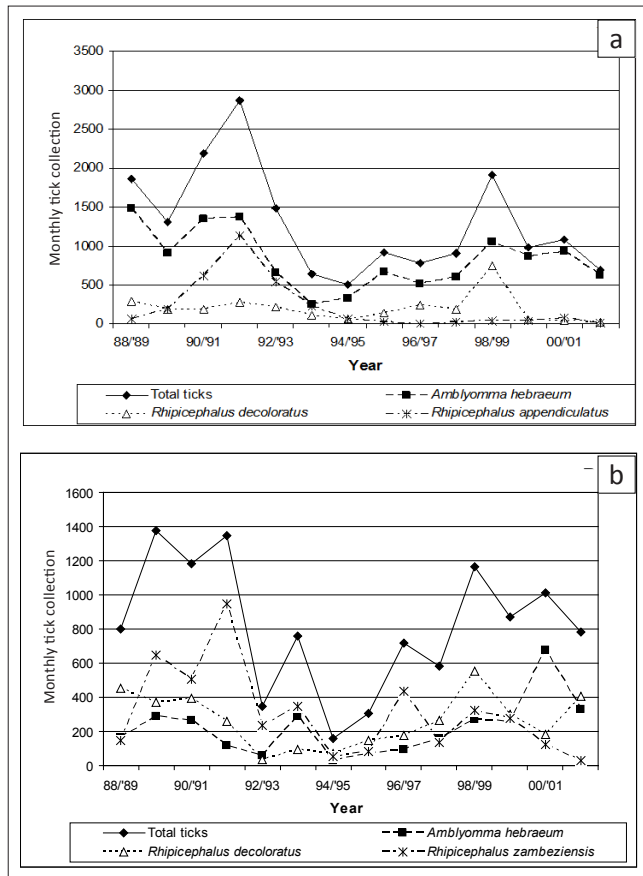 a
3500
3000
2500
2000
1500
1000
500
0
Monthly tick collection
88/'89 90/'91 92/'93 94/'95 96/'97 98/'99 00/'01
Year
Total ticks Amblyomma hebraeum
Rhipicephalus decoloratus Rhipicephalus appendiculatus
b
1600
1400
1200
1000
800
600
400
200
0
Monthly tick collection
88/'89 90/'91 92/'93 94/'95 96/'97 98/'99 00/'01
Year
Total ticks Amblyomma hebraeum
Rhipicephalus decoloratus Rhipicephalus zambeziensis